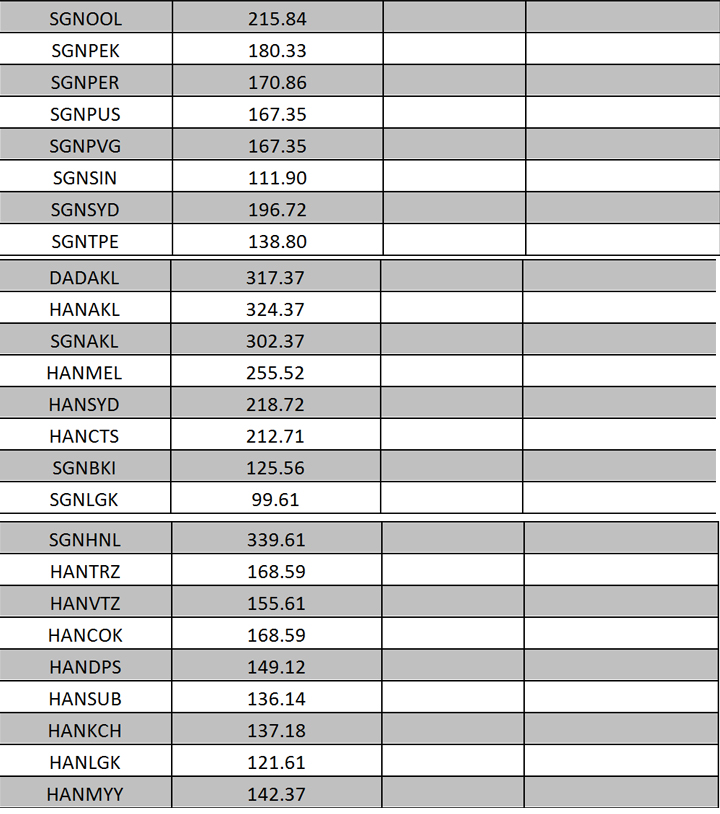 SGNOOL 215.84
SGNPEK 180.33
SGNPER 170.86
SGNPUS 167.35
SGNPVG 167.35
SGNSIN 111.90
SGNSYD 196.72
SGNTPE 138.80
DADAKL 317.37
HANAKL 324.37
SGNAKL 302.37
HANMEL 255.52
HANSYD 218.72
HANCTS 212.71
SGNBKI 125.56
SGNLGK 99.61
SGNHNL 339.61
HANTRZ 168.59
HANVTZ 155.61
HANCOK 168.59
HANDPS 149.12
HANSUB 136.14
HANKCH 137.18
HANLGK 121.61
HANMYY 142.37